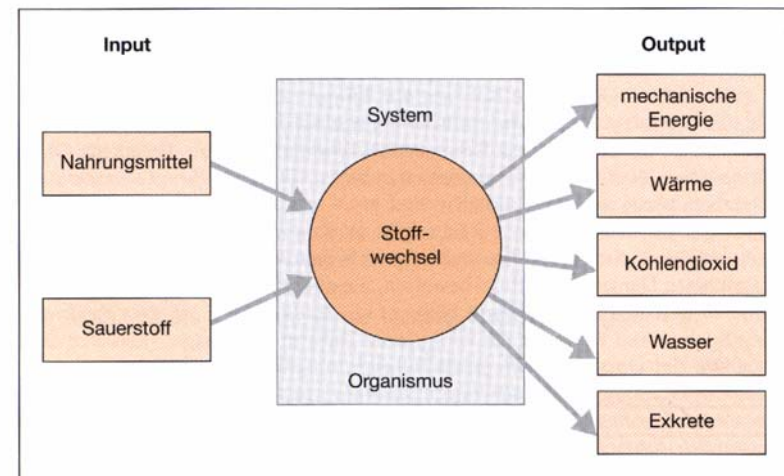 Input
Output
System
mechanische
Energie
Nahrungsmittel
Wärme
Stoff-
wechsel
Kohlendioxid
Sauerstoff
Wasser
Organismus
Exkrete